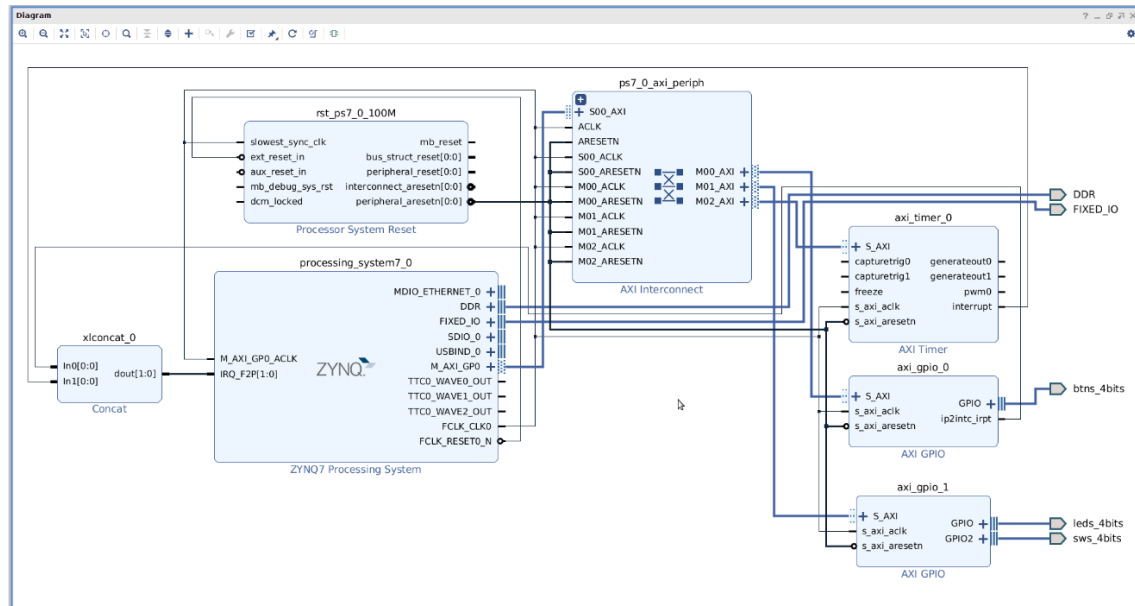 Diagram
ps7_0_axi_periph
S00_AXI
ACLK
ARESETN
S00_ACLK
S00_ARESETN
M00_ACLK
M00_ARESETN
M01_ACLK
M01_ARESETN
M02_ACLK
M02_ARESETN
M00_AXI
M01_AXI
M02_AXI
AXI Interconnect
rst_ps7_0_100M
slowest_sync_clk
ext_reset_in
aux_reset_in
mb_debug_sys_rst
dcm_locked
mb_reset
bus_struct_reset[0:0]
peripheral_reset[0:0]
interconnect_aresetn[0:0]
peripheral_aresetn[0:0]
Processor System Reset
DDR
FIXED_IO
axi_timer_0
S_AXI
capturetrig0
capturetrig1
freeze
s_axi_aclk
s_axi_aresetn
generateout0
generateout1
pwm0
interrupt
AXI Timer
processing_system7_0
M_AXI_GP0_ACLK
IRQ_F2P[1:0]
ZYNQ
MDIO_ETHERNET_0
DDR
FIXED_IO
SDIO_0
USBIND_0
M_AXI_GP0
TTC0_WAVE0_OUT
TTC0_WAVE1_OUT
TTC0_WAVE2_OUT
FCLK_CLK0
FCLK_RESET0_N
ZYNQ7 Processing System
xlconcat_0
In0[0:0]
In1[0:0]
dout[1:0]
Concat
axi_gpio_0
S_AXI
s_axi_aclk
s_axi_aresetn
GPIO
ip2intc_irpt
AXI GPIO
btns_4bits
axi_gpio_1
S_AXI
s_axi_aclk
s_axi_aresetn
GPIO
GPIO2
AXI GPIO
leds_4bits
sws_4bits